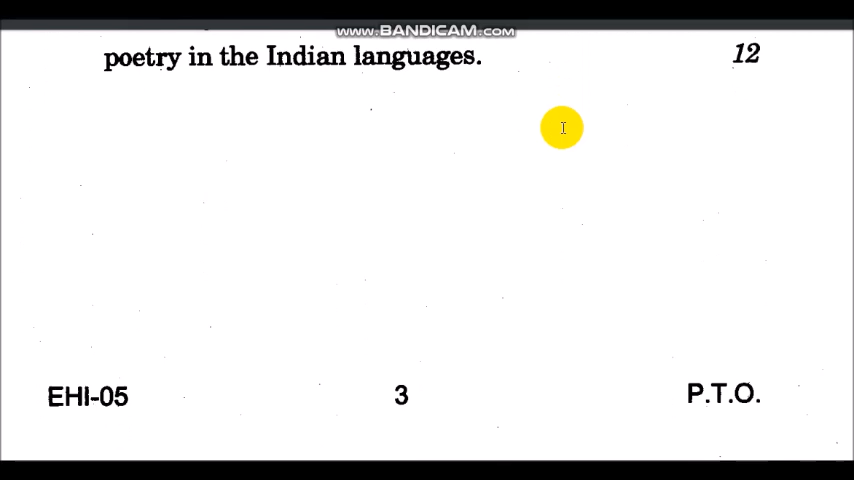 WWW.BANDICAM.COM
poetry in the Indian languages. 12
EHI-05 3 P.T.O.